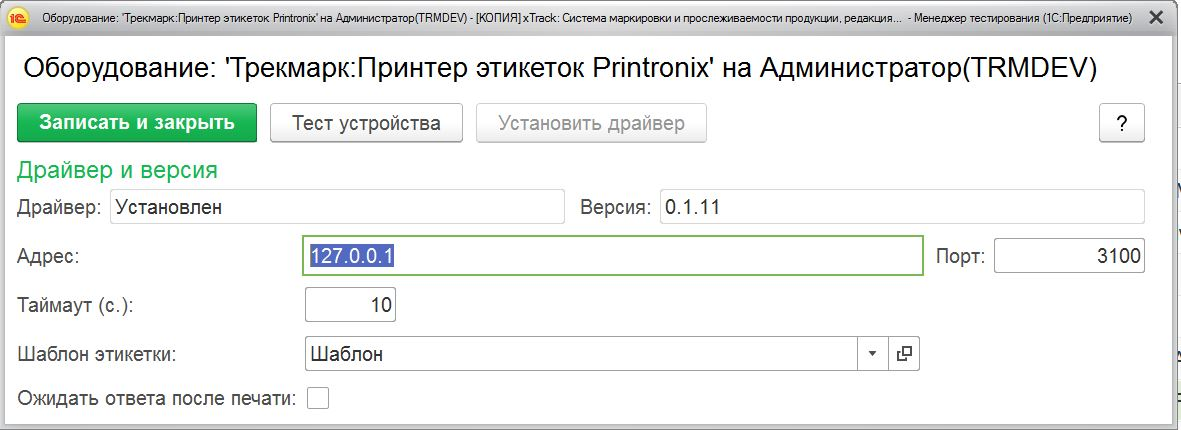 1С Оборудование: 'Трекмарк:Принтер этикеток Printronix' на Администратор(TRMDEV) - [КОПИЯ] xTrack: Система маркировки и прослеживаемости продукции, редакция... - Менеджер тестирования (1С:Предприятие)
Оборудование: 'Трекмарк:Принтер этикеток Printronix' на Администратор(TRMDEV)
Записать и закрыть Тест устройства Установить драйвер ?
Драйвер и версия
Драйвер: Установлен Версия: 0.1.11
Адрес: 127.0.0.1 Порт: 3100
Таймаут (с.): 10
Шаблон этикетки: Шаблон
Ожидать ответа после печати: